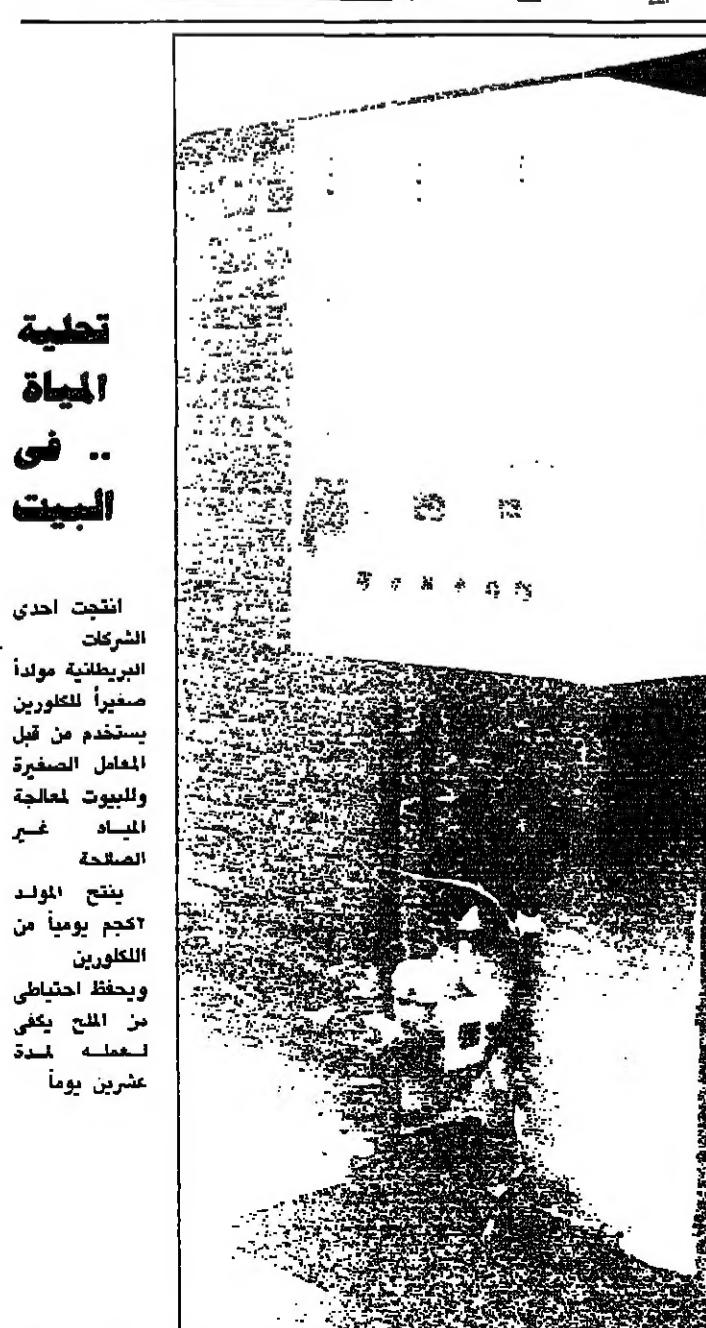 تحلية
المياة
.. فى
البيت
انتجت احدى
الشركات
البريطانية مولداً
صغيراً للكلورين
يستخدم من قبل
المعامل الصغيرة
وللبيوت لمعالجة
المياه غير
الصالحة
ينتج المولد
٢كجم يومياً من
اللكلورين
ويحفظ احتياطى
من الملح يكفى
لعمله لمدة
عشرين يوماً